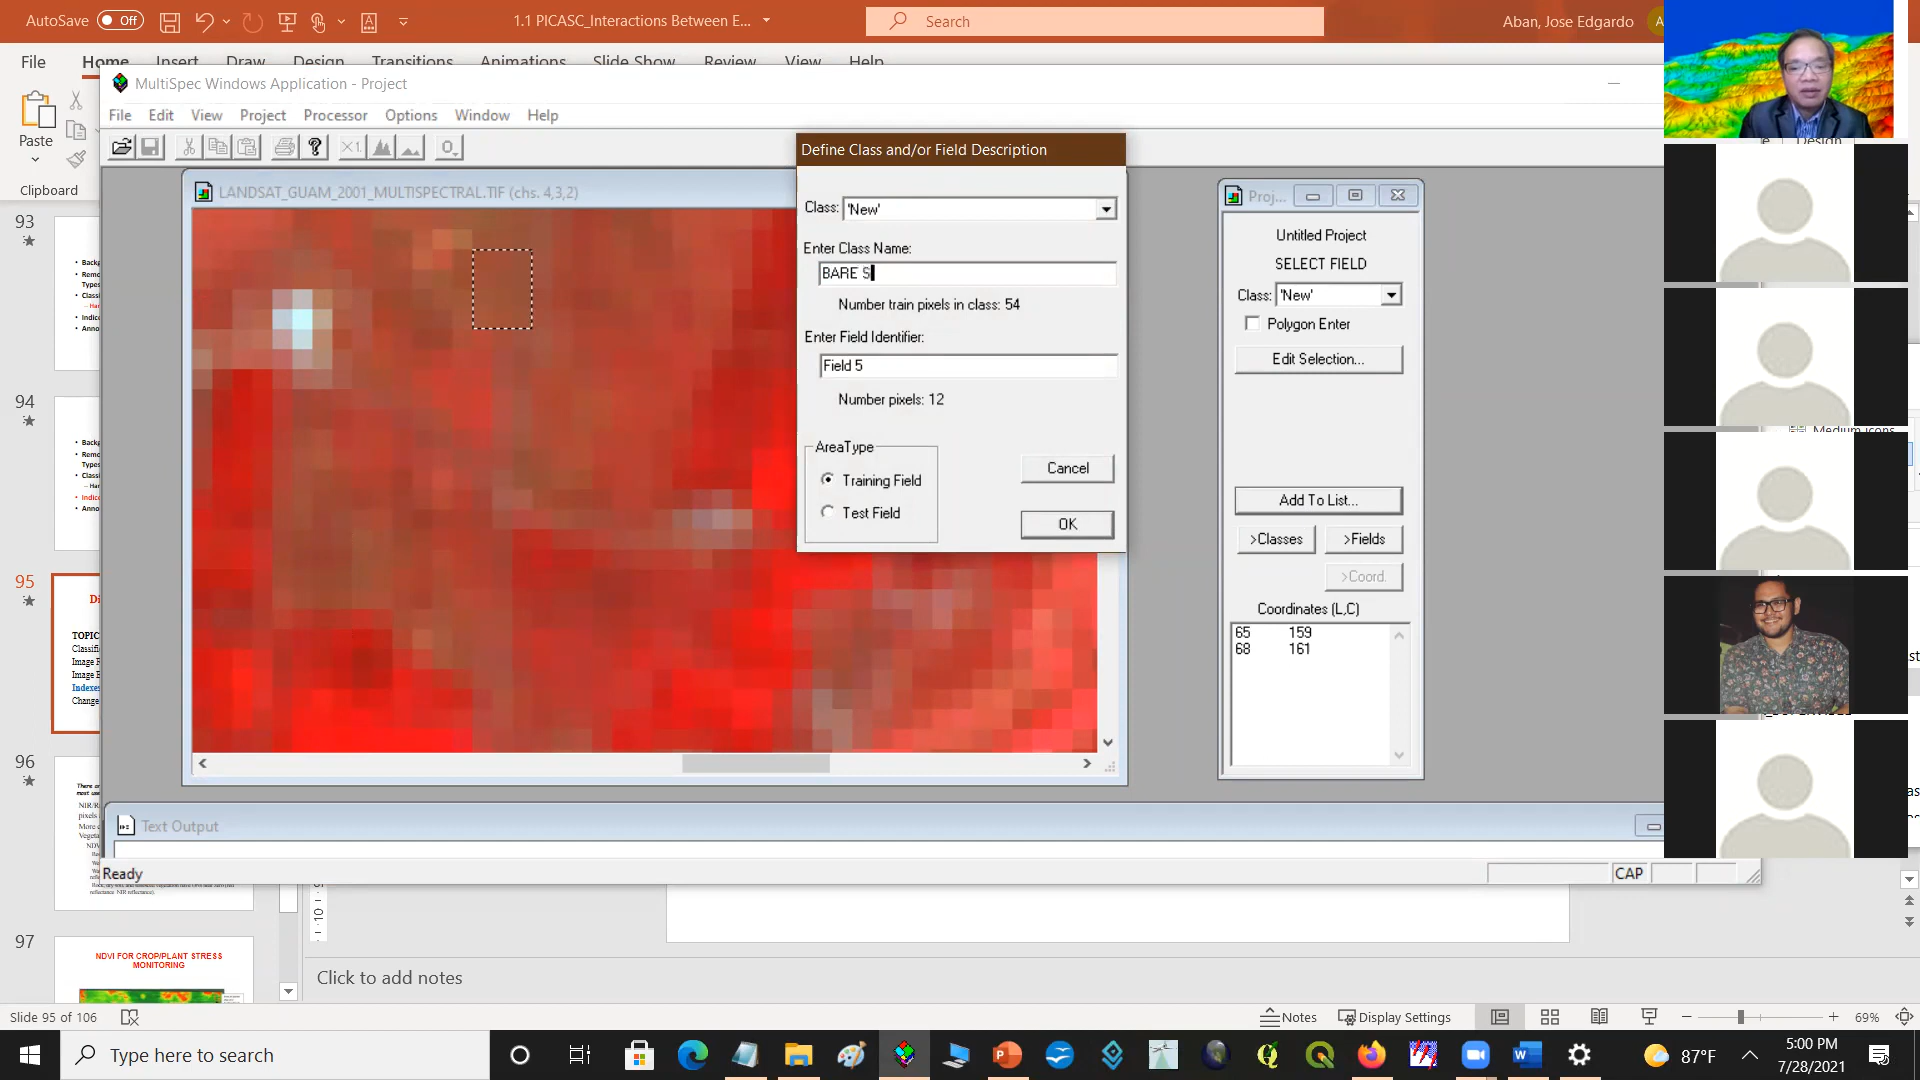 AutoSave Off
1.1 PICASC_Interactions Between E...
Search
Aban, Jose Edgardo
File Home Insert Draw Design Transitions Animations Slide Show Review View Help
MultiSpec Windows Application - Project
File Edit View Project Processor Options Window Help
Paste
Clipboard
Define Class and/or Field Description
Class: 'New'
Enter Class Name:
BARE S
Number train pixels in class: 54
Enter Field Identifier:
Field 5
Number pixels: 12
AreaType
Training Field
Test Field
Cancel
OK
LANDSAT_GUAM_2001_MULTISPECTRAL.TIF (chs. 4,3,2)
Proj...
Untitled Project
SELECT FIELD
Class: 'New'
Polygon Enter
Edit Selection...
Add To List...
>Classes >Fields
>Coord.
Coordinates (L,C)
65 159
68 161
93
94
95
TOPIC
Classifi
Image R
Image E
Indexes
Change
96
97
NDVI FOR CROP/PLANT STRESS
MONITORING
Text Output
Ready
CAP
Click to add notes
Slide 95 of 106
Notes Display Settings
69%
Type here to search
87°F
5:00 PM
7/28/2021